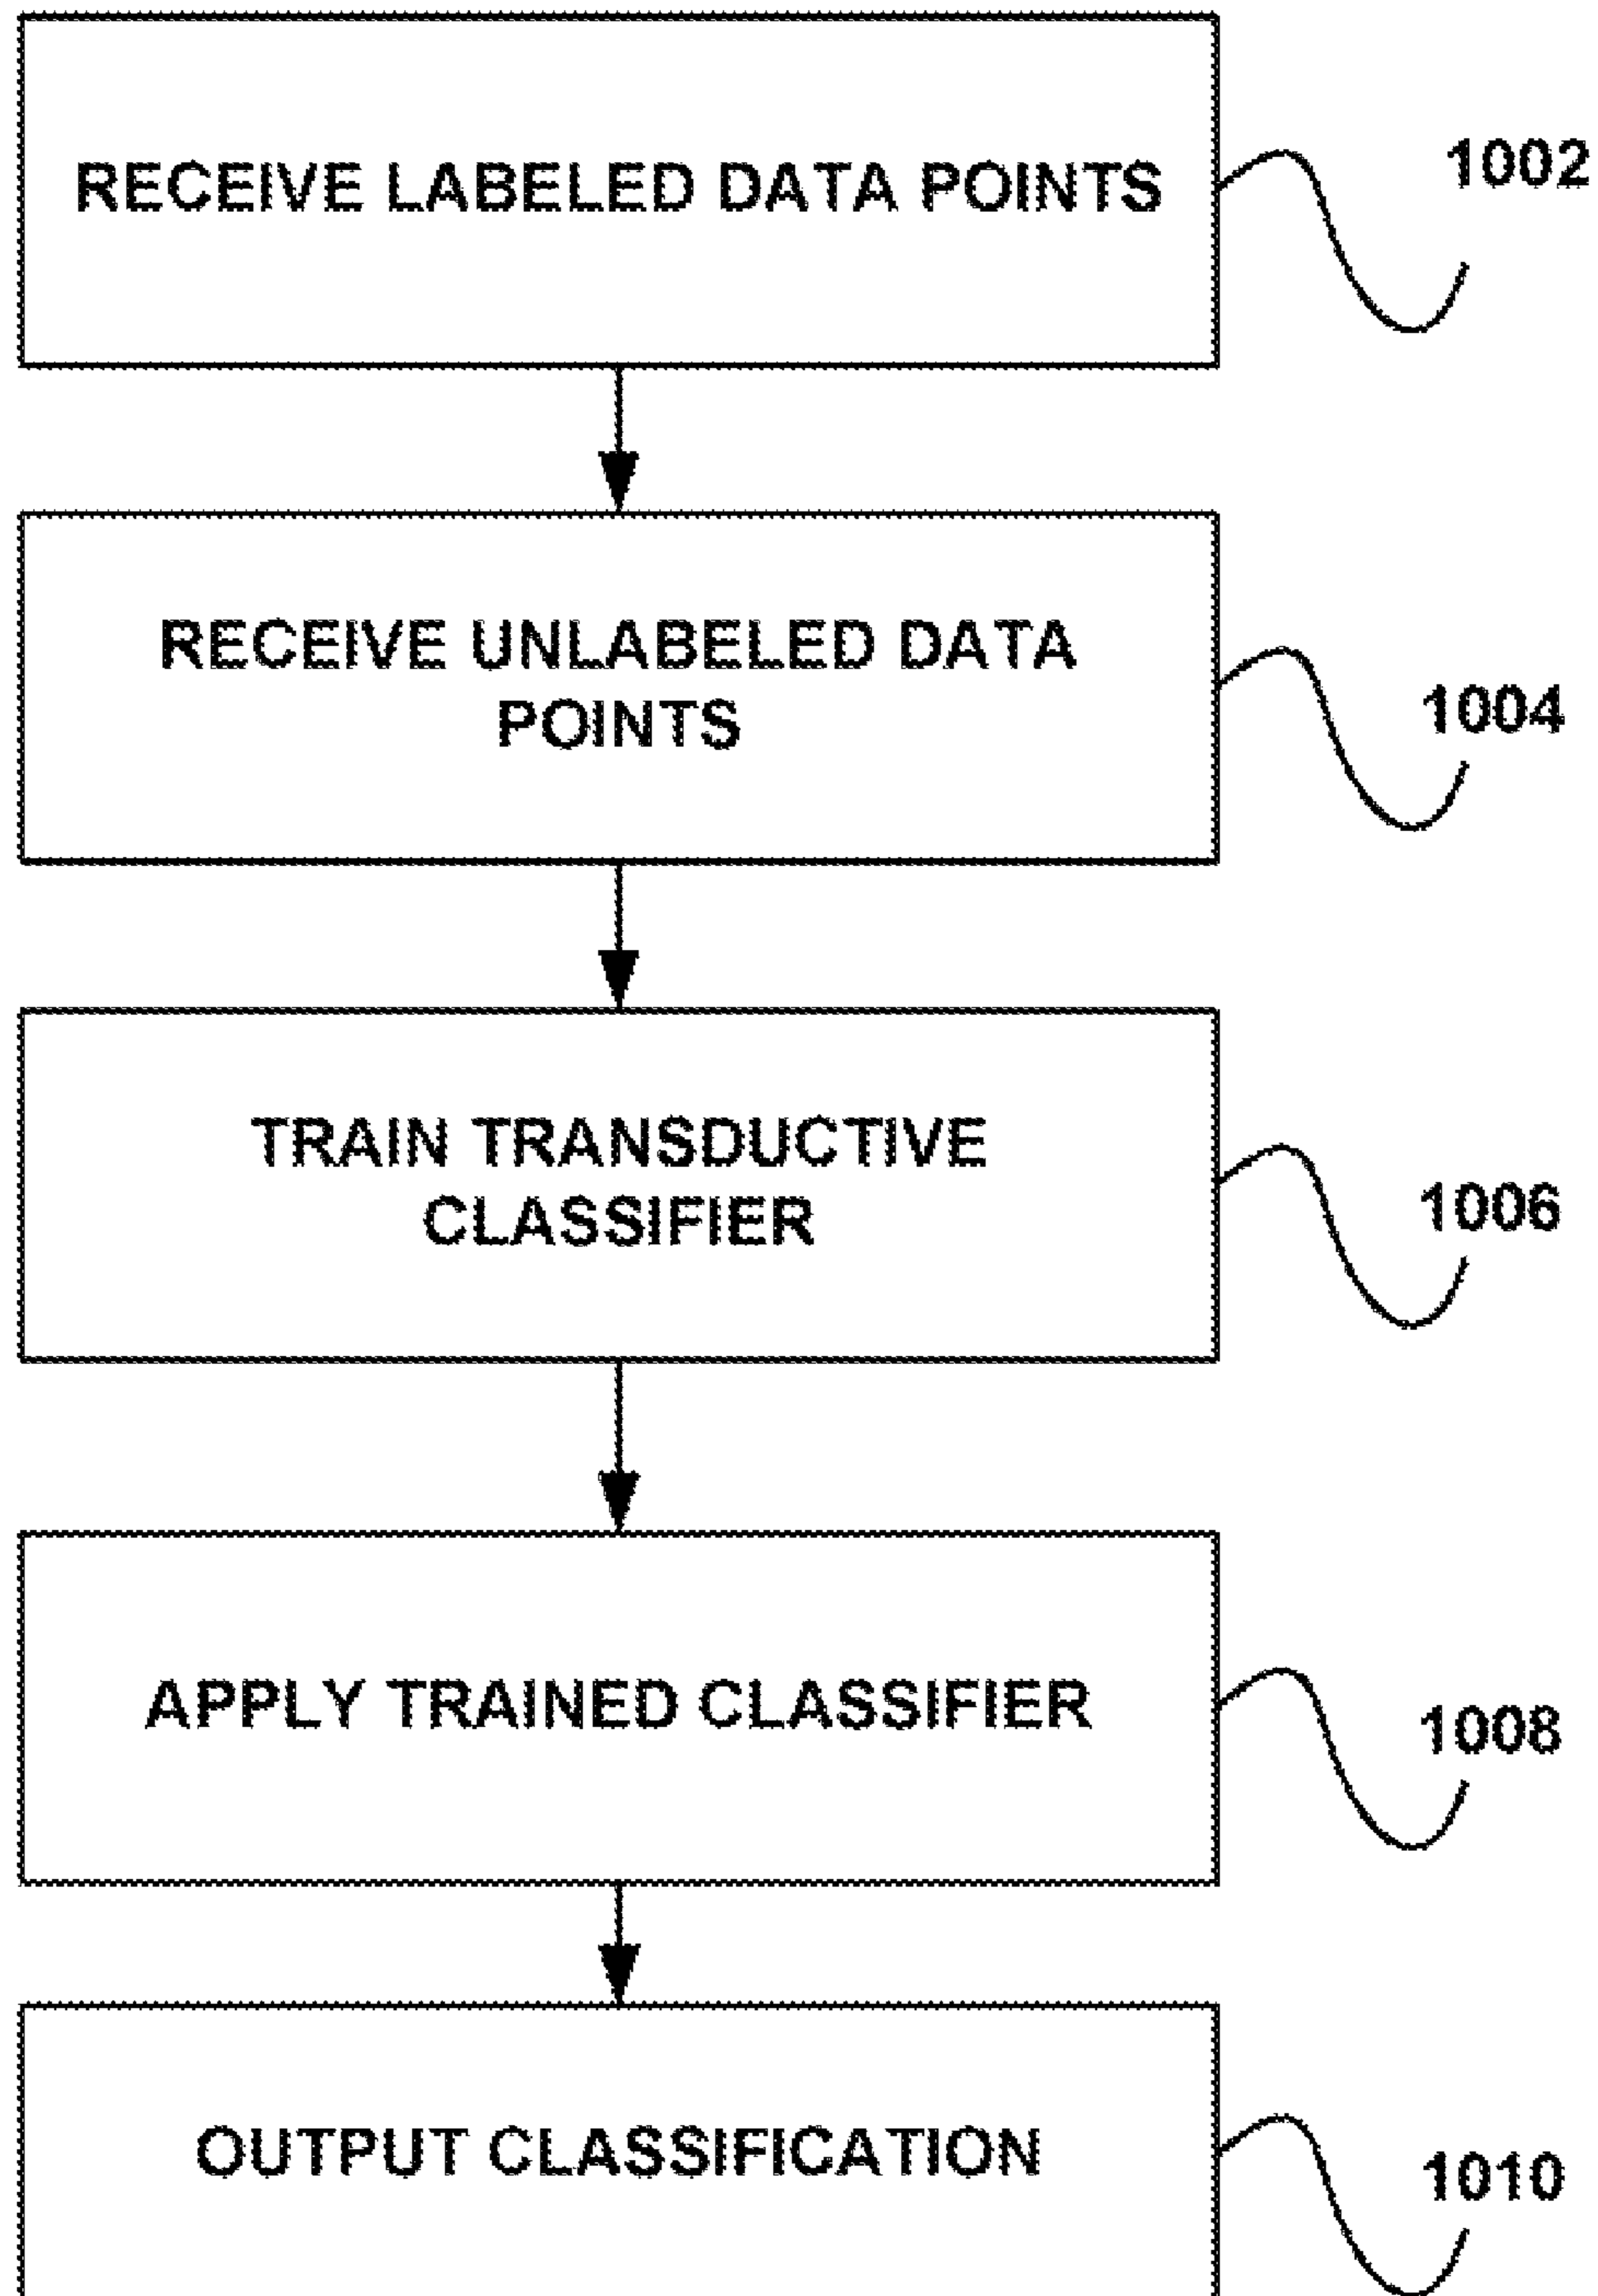 RECEIVE LABELED DATA POINTS
1002
RECEIVE UNLABELED DATA
POINTS
1004
TRAIN TRANSDUCTIVE
CLASSIFIER
1006
APPLY TRAINED CLASSIFIER
1008
OUTPUT CLASSIFICATION
1010